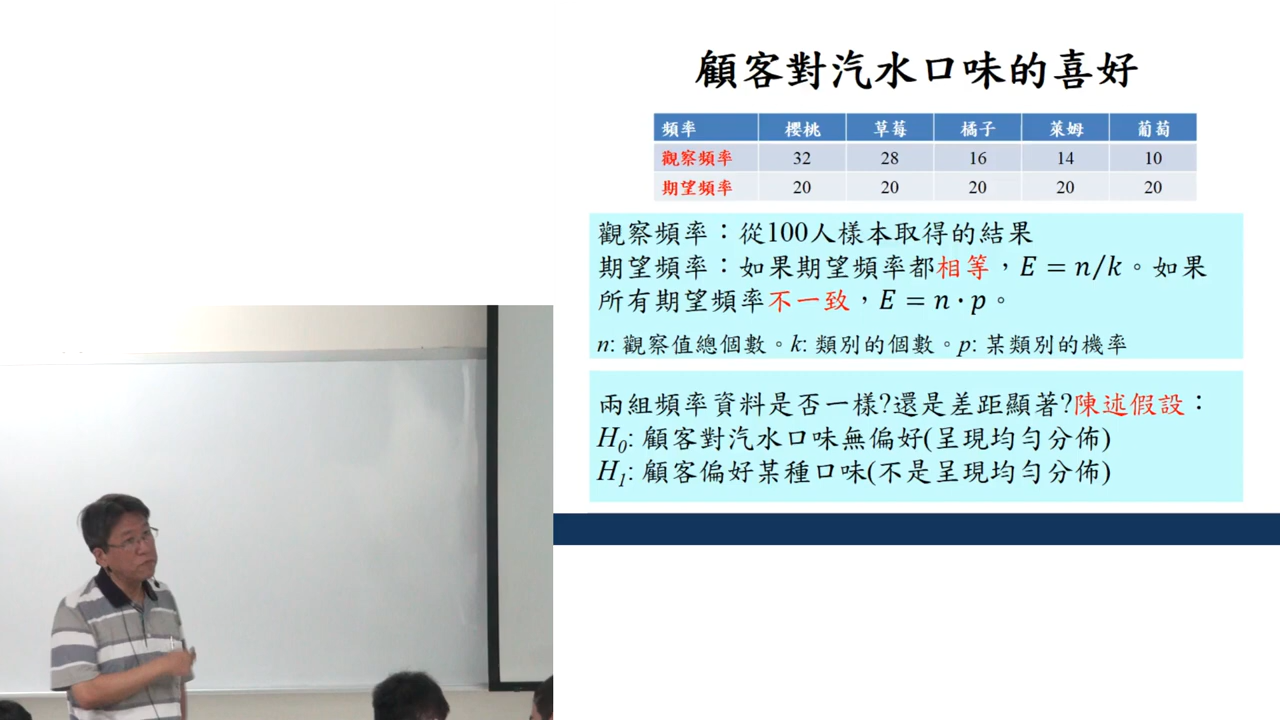 顧客對汽水口味的喜好
頻率 櫻桃 草莓 橘子 萊姆 葡萄
觀察頻率 32 28 16 14 10
期望頻率 20 20 20 20 20
觀察頻率：從100人樣本取得的結果
期望頻率：如果期望頻率都相等，E = n/k。如果
所有期望頻率不一致，E = n · p。
n: 觀察值總個數。k: 類別的個數。p: 某類別的機率
兩組頻率資料是否一樣?還是差距顯著?陳述假設：
H₀: 顧客對汽水口味無偏好(呈現均勻分佈)
H₁: 顧客偏好某種口味(不是呈現均勻分佈)